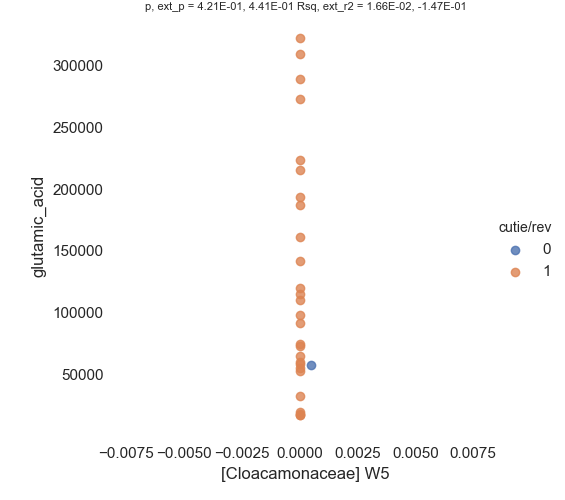 p, ext_p = 4.21E-01, 4.41E-01 Rsq, ext_r2 = 1.66E-02, -1.47E-01
300000
250000
200000
150000
100000
50000
glutamic_acid
−0.0075 −0.0050 −0.0025 0.0000 0.0025 0.0050 0.0075
[Cloacamonaceae] W5
cutie/rev
0
1